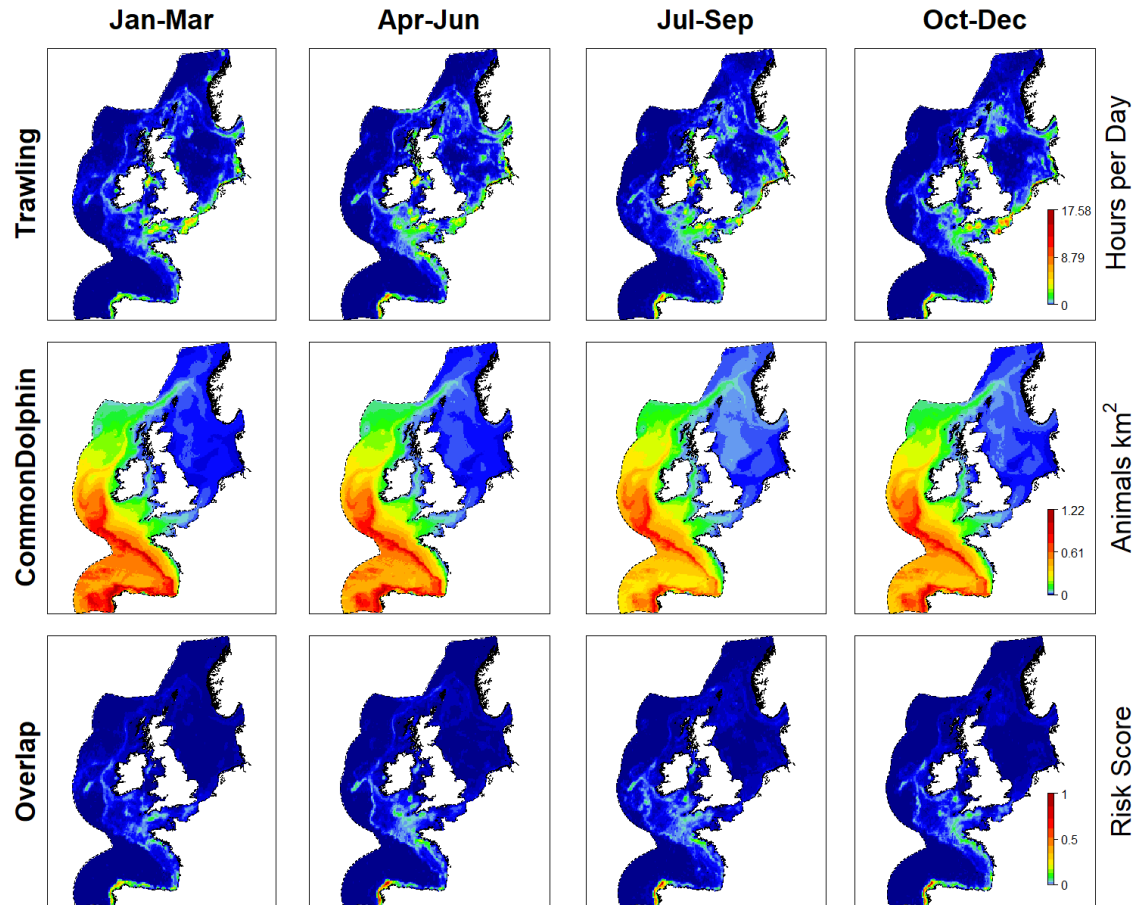 Jan-Mar
Apr-Jun
Jul-Sep
Oct-Dec
Trawling
17.58
8.79
0
Hours per Day
CommonDolphin
1.22
0.61
0
Animals km²
Overlap
1
0.5
0
Risk Score